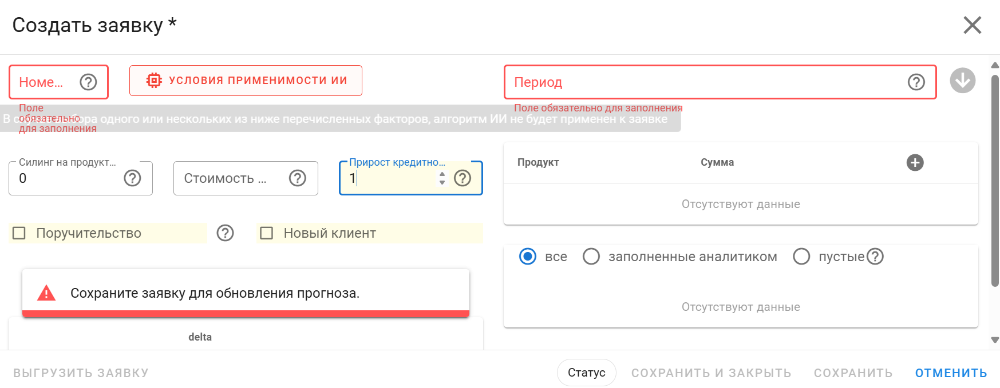 Создать заявку *
Номе...
УСЛОВИЯ ПРИМЕНИМОСТИ ИИ
Период
Поле
обязательно
для заполнения
Поле обязательно для заполнения
В случае выбора одного или нескольких из ниже перечисленных факторов, алгоритм ИИ не будет применен к заявке
Силинг на продукт...
0
Стоимость ...
Прирост кредитно...
1
Продукт
Сумма
Отсутствуют данные
Поручительство
Новый клиент
все
заполненные аналитиком
пустые
Сохраните заявку для обновления прогноза.
Отсутствуют данные
delta
ВЫГРУЗИТЬ ЗАЯВКУ
Статус
СОХРАНИТЬ И ЗАКРЫТЬ
СОХРАНИТЬ
ОТМЕНИТЬ